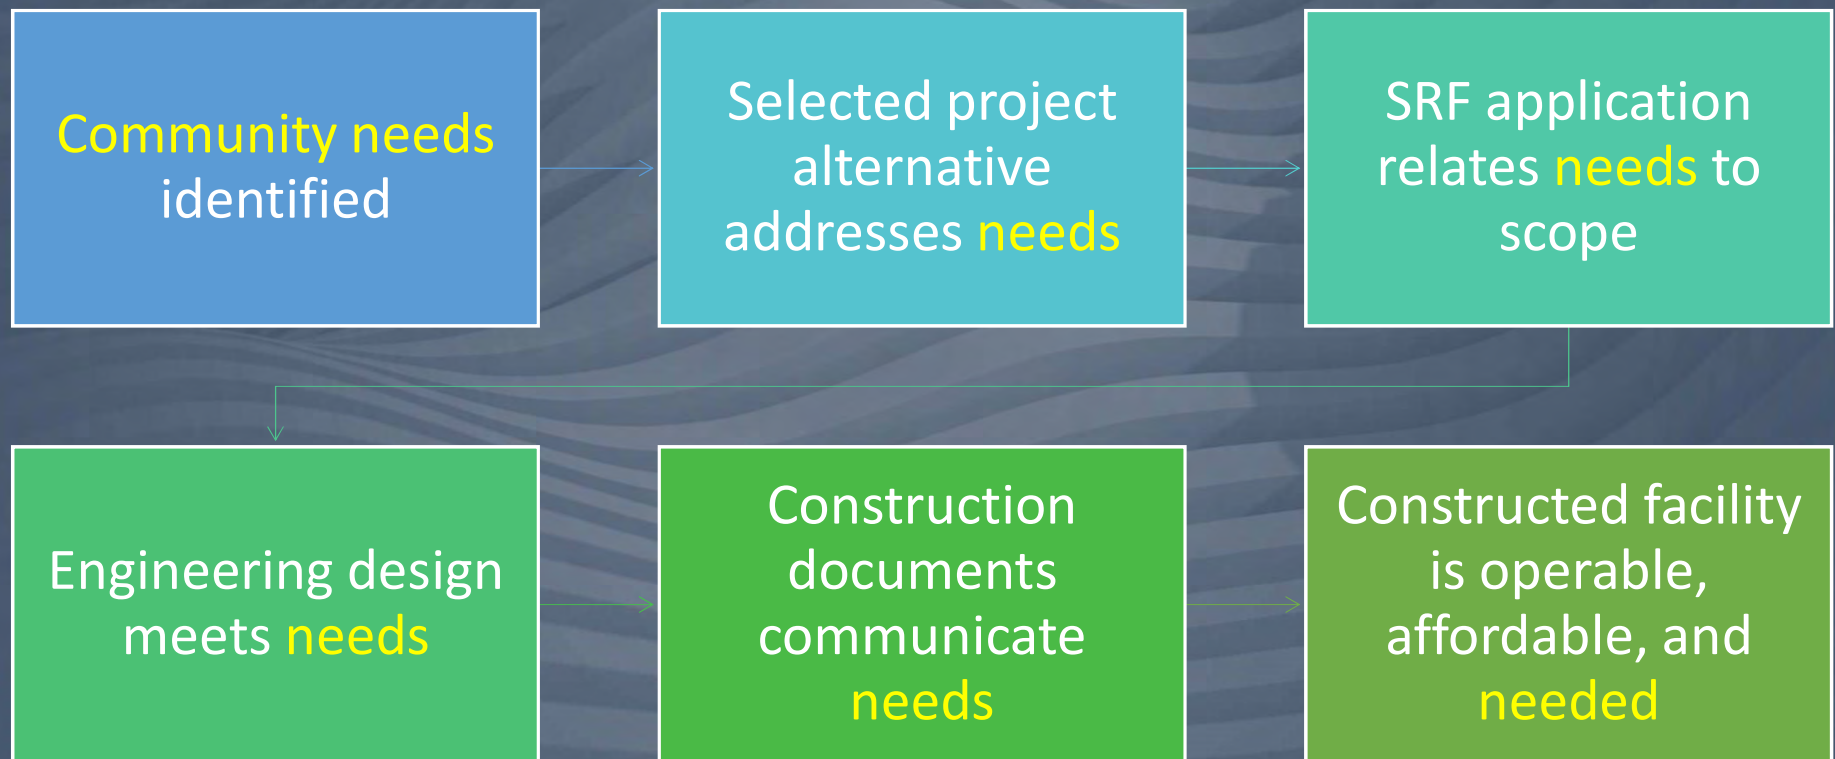 Community needs
identified
Selected project
alternative
addresses needs
SRF application
relates needs to
scope
Engineering design
meets needs
Construction
documents
communicate
needs
Constructed facility
is operable,
affordable, and
needed